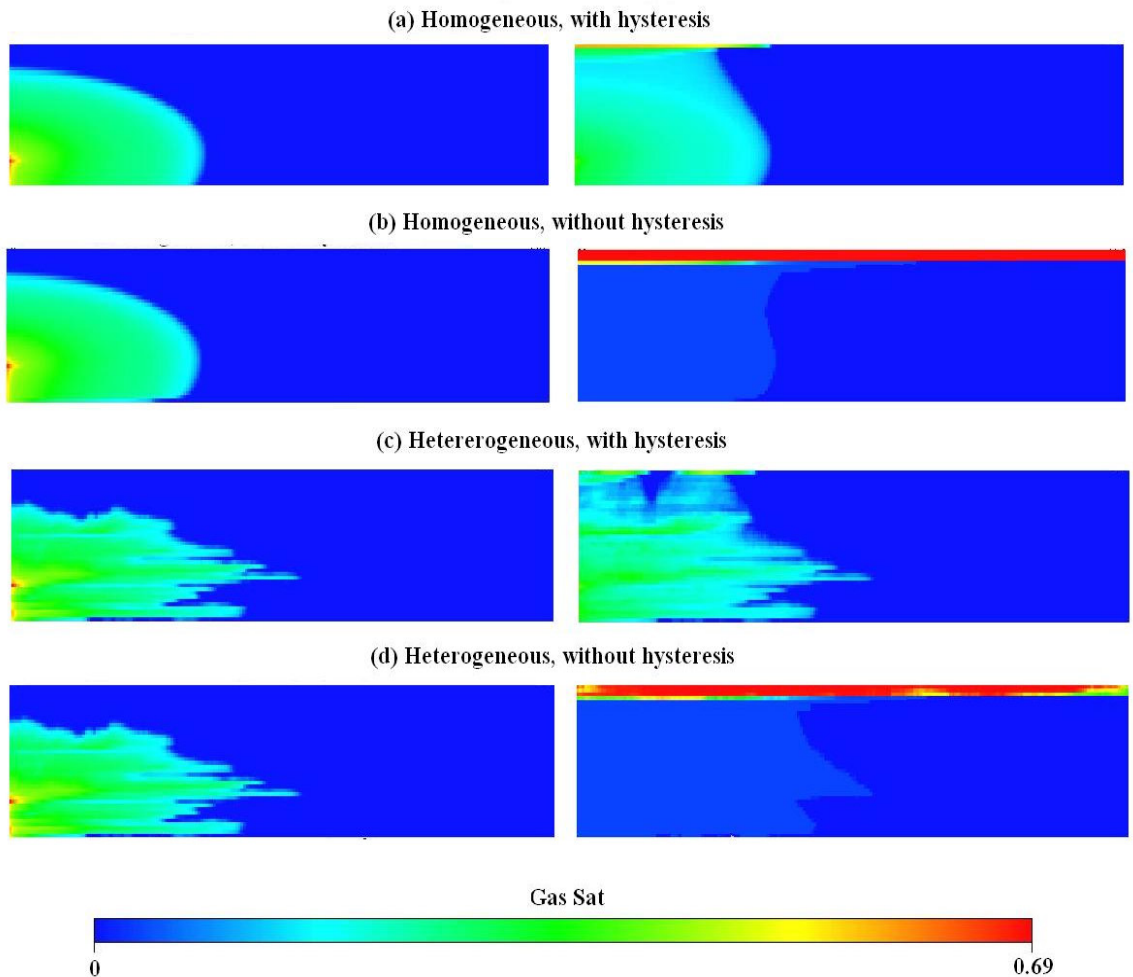 (a) Homogeneous, with hysteresis
(b) Homogeneous, without hysteresis
(c) Hetererogeneous, with hysteresis
(d) Heterogeneous, without hysteresis
Gas Sat
0 0.69